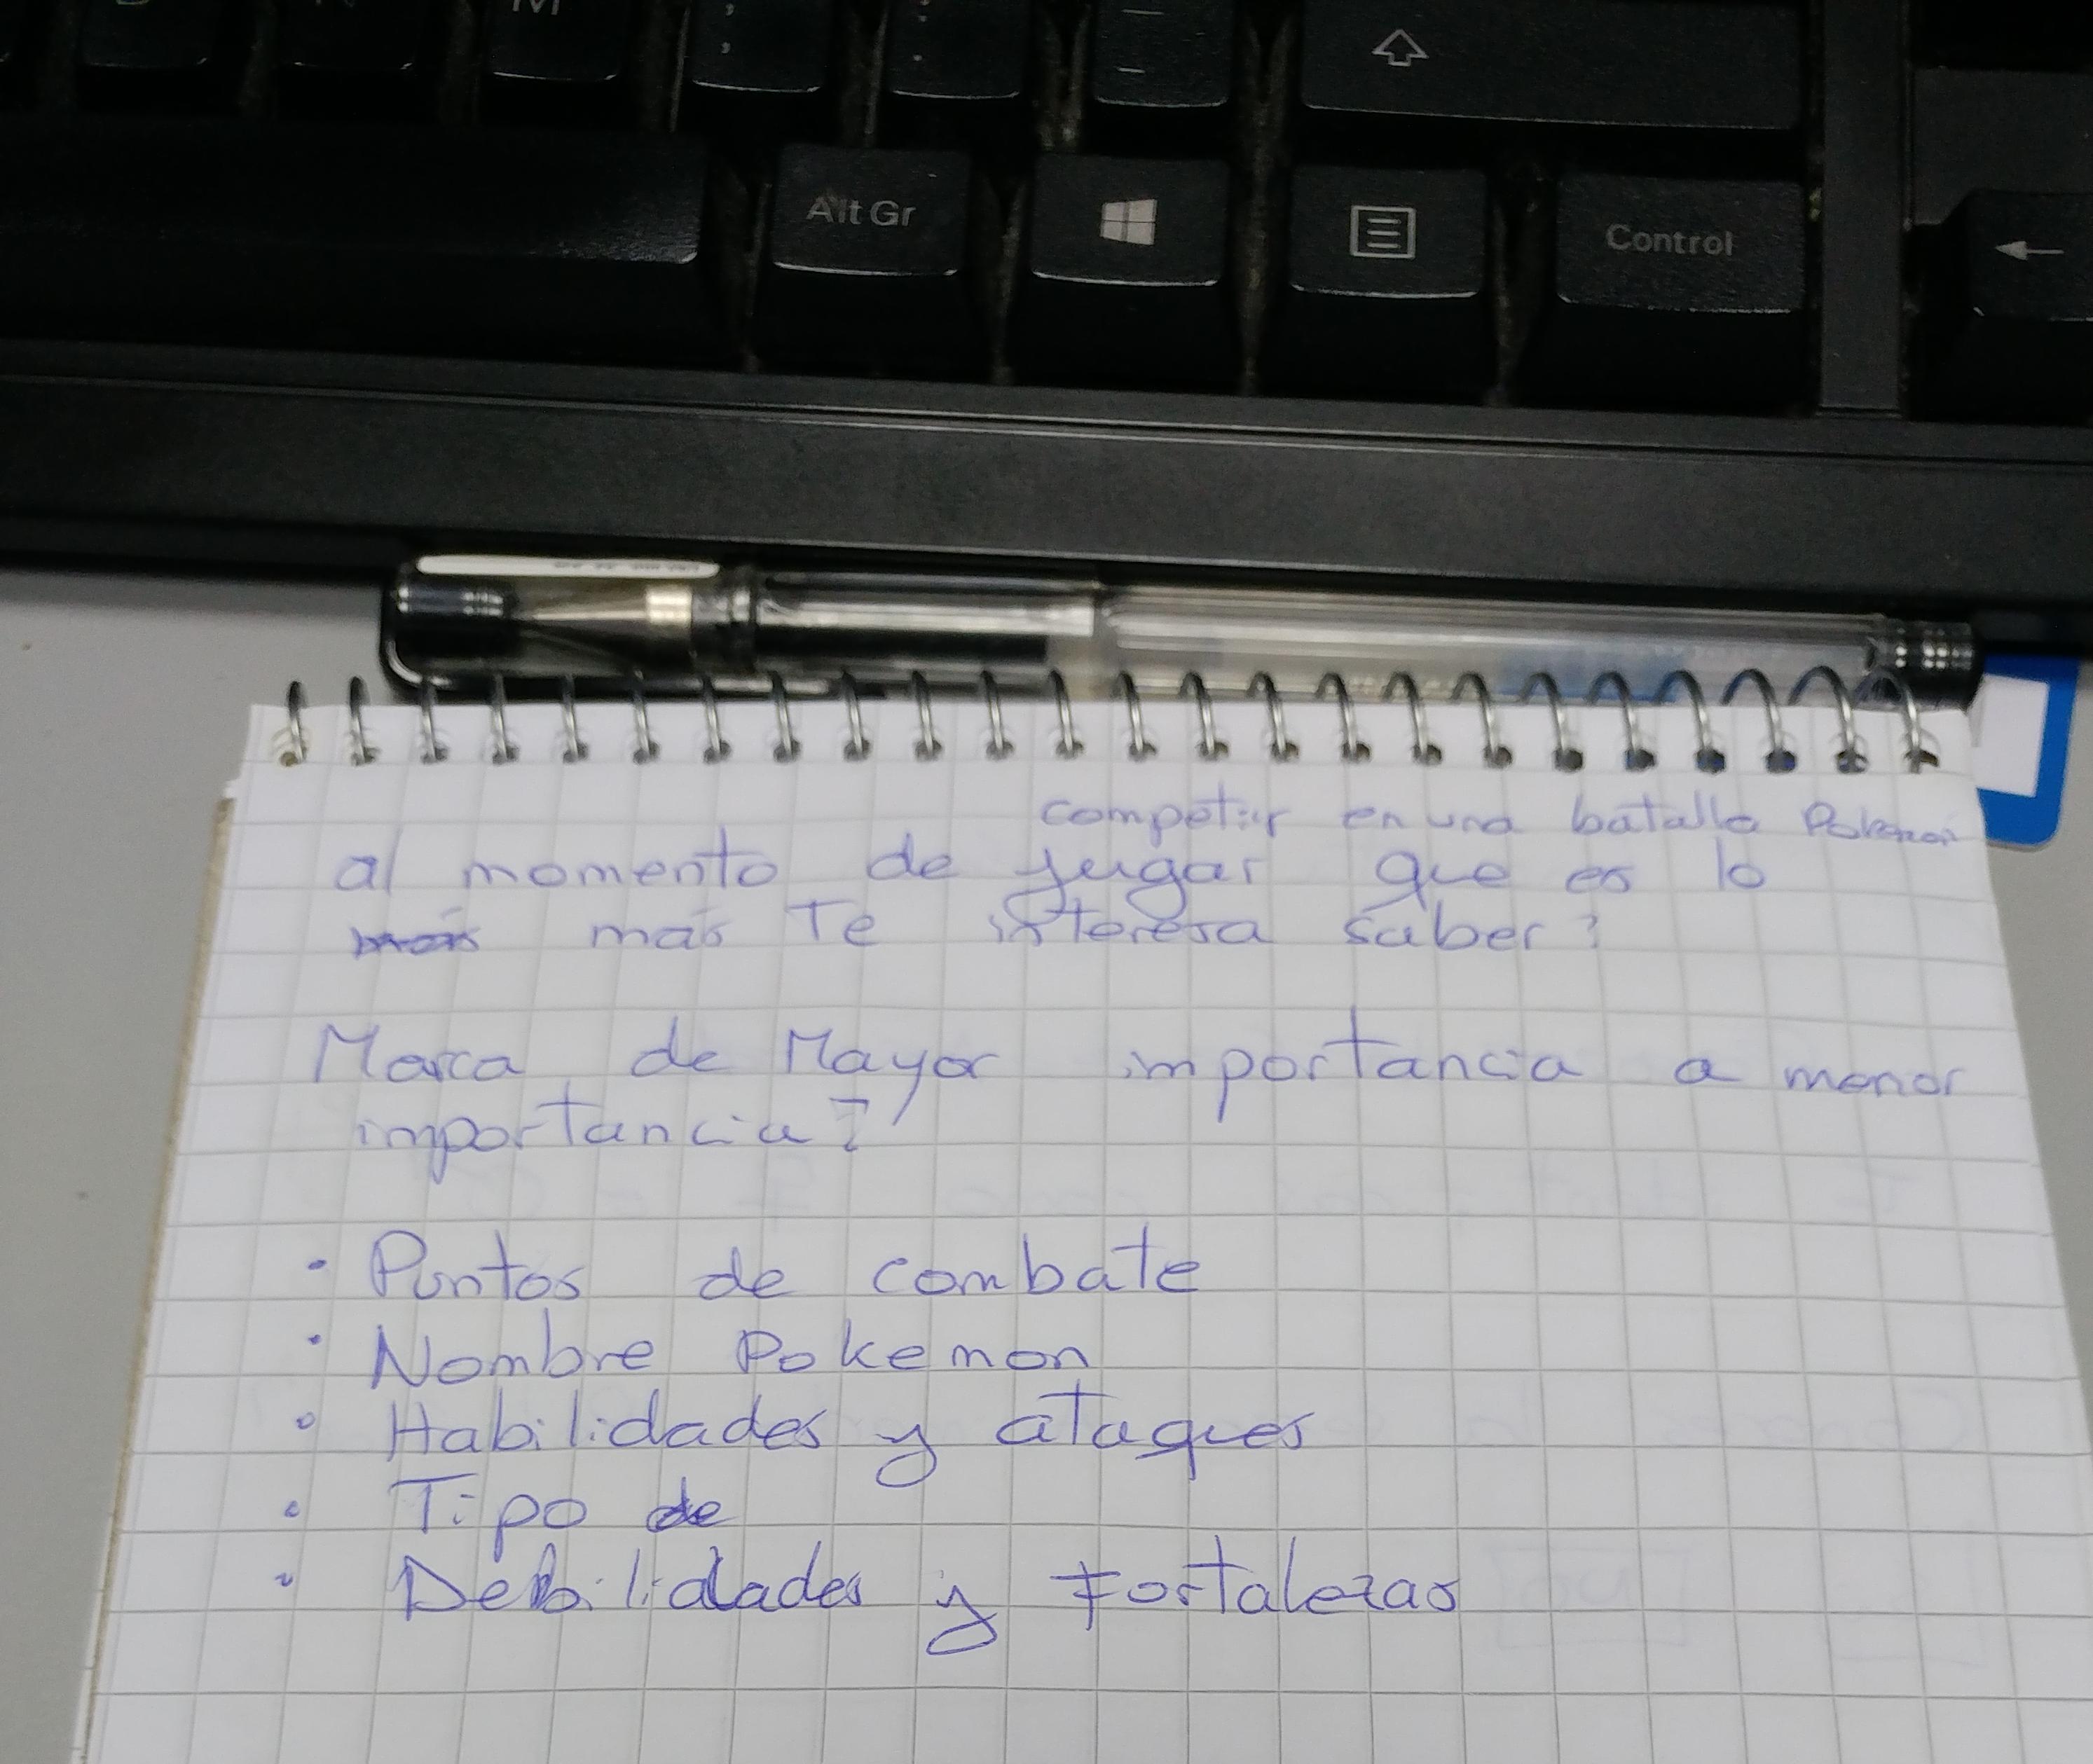 M
; ,
: .
_
Alt Gr
Control
competir en una batalla Pokemon
al momento de jugar que es lo
mas mas Te interesa saber?
Marca de Mayor importancia a menor
importancia?
· Puntos de combate
· Nombre Pokemon
· Habilidades y ataques
· Tipo de
· Debilidades y Fortalezas